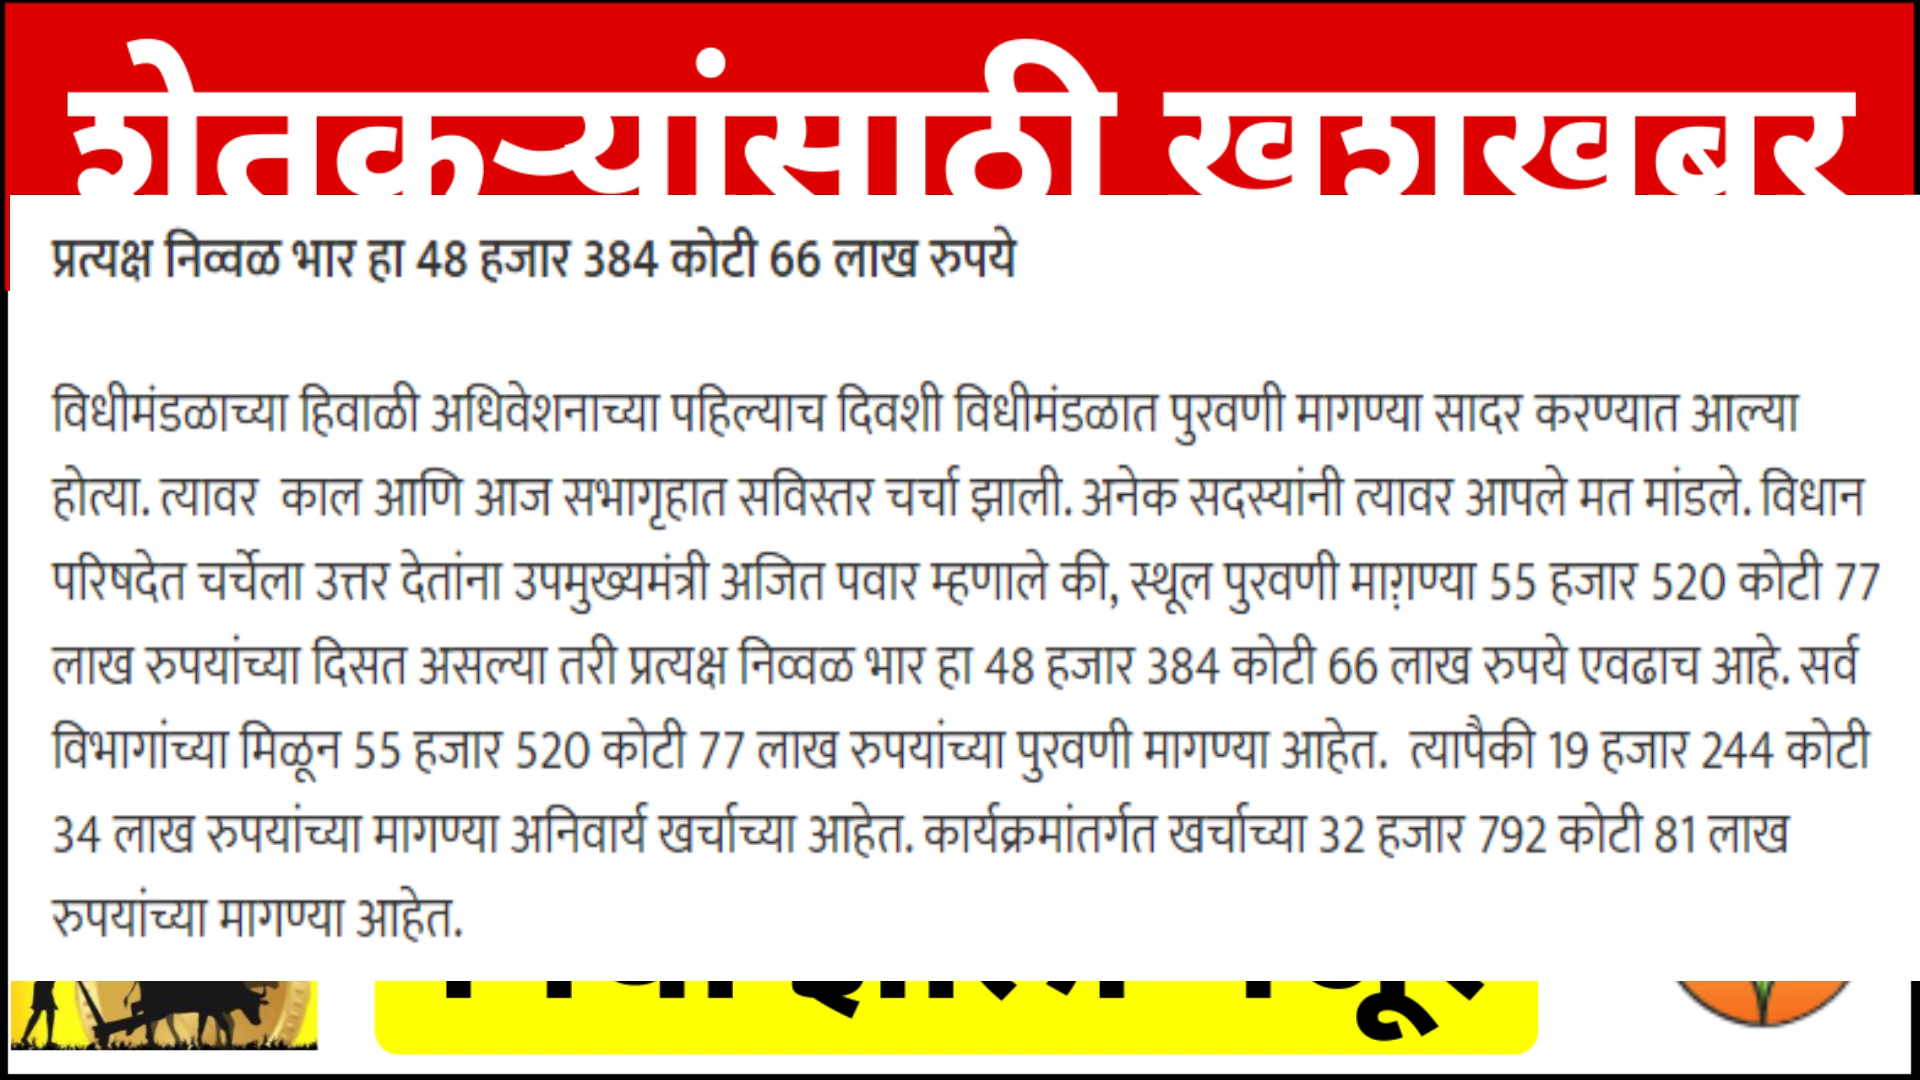 शेतकऱ्यांसाठी खुशखबर
प्रत्यक्ष निव्वळ भार हा 48 हजार 384 कोटी 66 लाख रुपये
विधीमंडळाच्या हिवाळी अधिवेशनाच्या पहिल्याच दिवशी विधीमंडळात पुरवणी मागण्या सादर करण्यात आल्या
होत्या. त्यावर काल आणि आज सभागृहात सविस्तर चर्चा झाली. अनेक सदस्यांनी त्यावर आपले मत मांडले. विधान
परिषदेत चर्चेला उत्तर देतांना उपमुख्यमंत्री अजित पवार म्हणाले की, स्थूल पुरवणी माग़ण्या 55 हजार 520 कोटी 77
लाख रुपयांच्या दिसत असल्या तरी प्रत्यक्ष निव्वळ भार हा 48 हजार 384 कोटी 66 लाख रुपये एवढाच आहे. सर्व
विभागांच्या मिळून 55 हजार 520 कोटी 77 लाख रुपयांच्या पुरवणी मागण्या आहेत. त्यापैकी 19 हजार 244 कोटी
34 लाख रुपयांच्या मागण्या अनिवार्य खर्चाच्या आहेत. कार्यक्रमांतर्गत खर्चाच्या 32 हजार 792 कोटी 81 लाख
रुपयांच्या मागण्या आहेत.